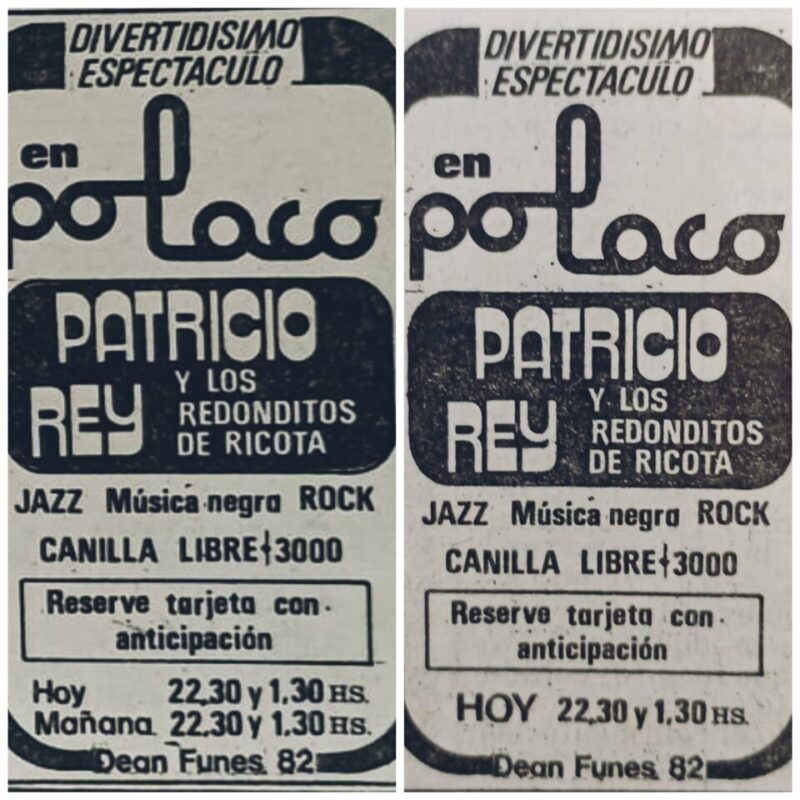 DIVERTIDISIMO
ESPECTACULO
en
polaco
PATRICIO
REY Y LOS
REDONDITOS
DE RICOTA
JAZZ Música negra ROCK
CANILLA LIBRE $ 3000
Reserve tarjeta con
anticipación
Hoy 22,30 y 1,30 HS.
Mañana 22,30 y 1,30 HS.
Dean Funes 82
DIVERTIDISIMO
ESPECTACULO
en
polaco
PATRICIO
REY Y LOS
REDONDITOS
DE RICOTA
JAZZ Música negra ROCK
CANILLA LIBRE $ 3000
Reserve tarjeta con
anticipación
HOY 22,30 y 1,30 HS.
Dean Funes 82